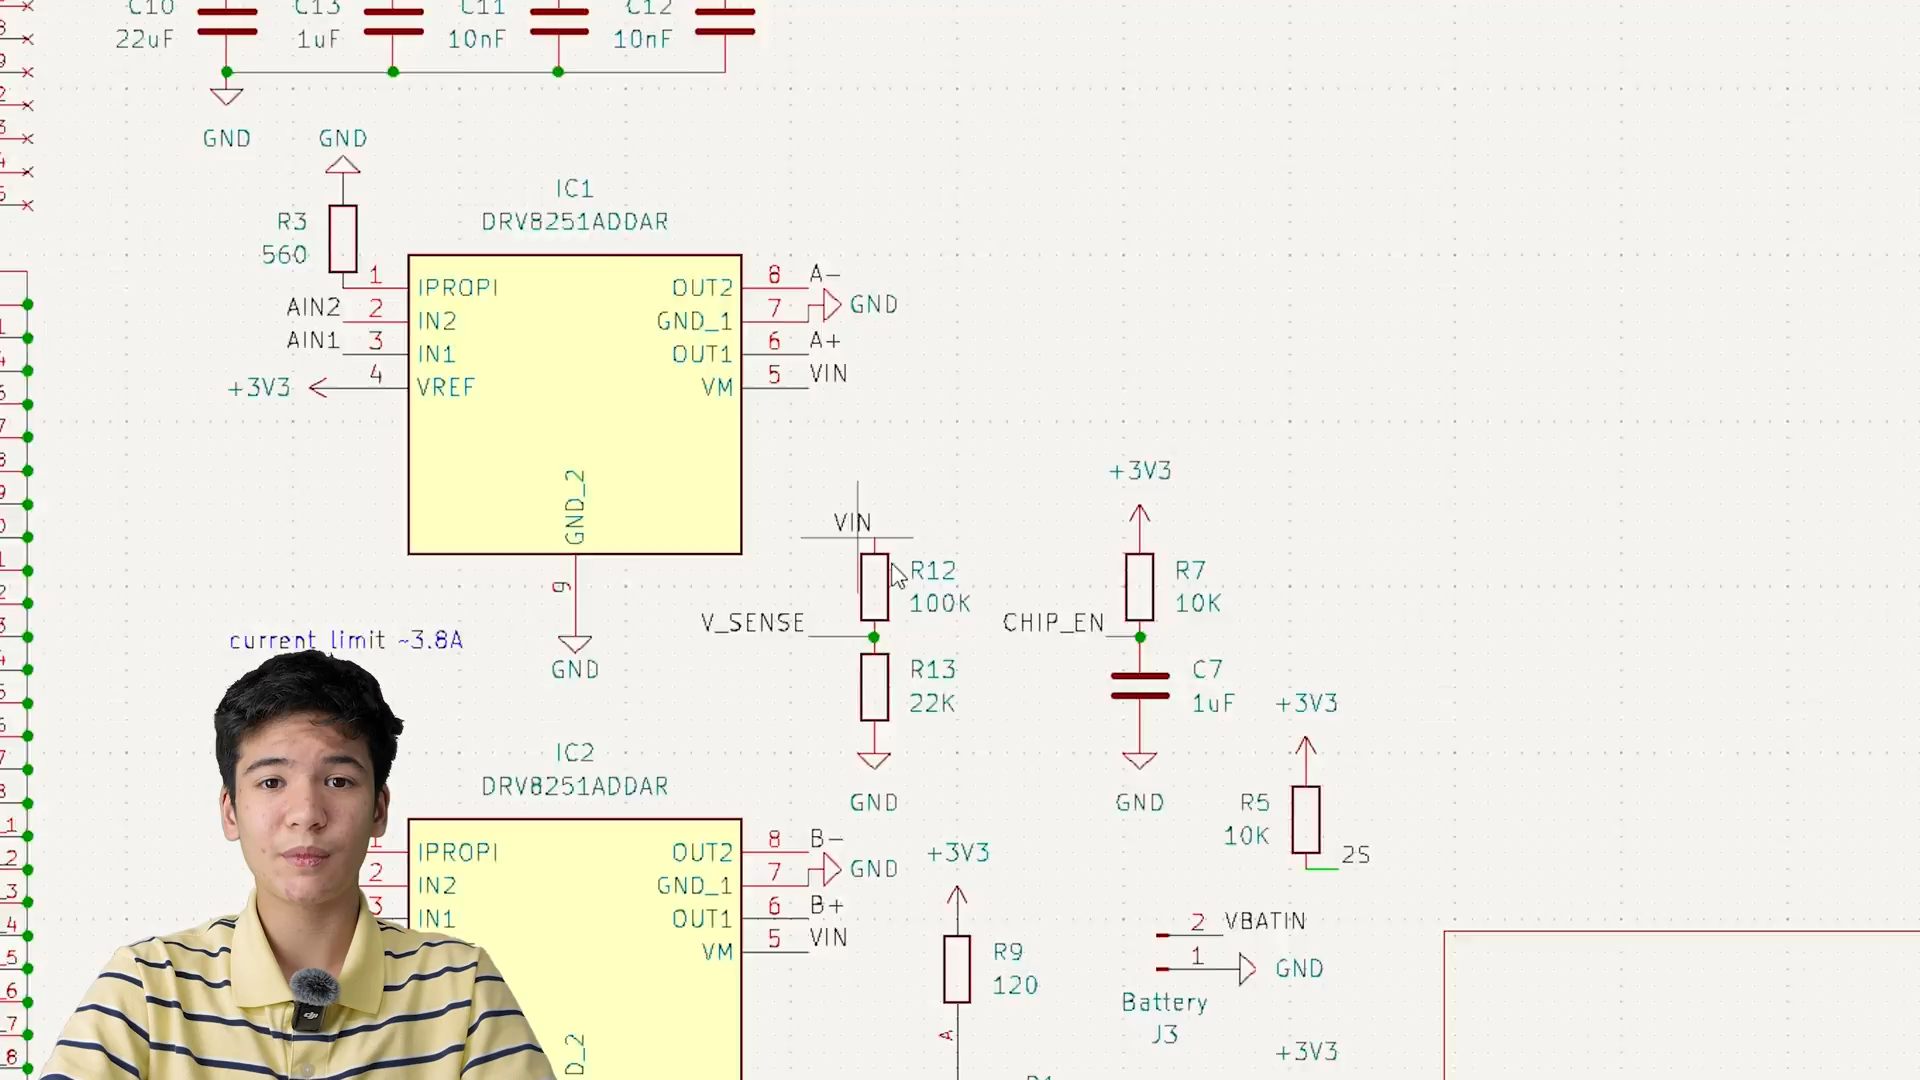 C10
22uF
C13
1uF
C11
10nF
C12
10nF
GND
GND
R3
560
IC1
DRV8251ADDAR
1
IPROPI
AIN2
2
IN2
AIN1
3
IN1
+3V3
4
VREF
OUT2
8
A-
GND_1
7
GND
OUT1
6
A+
VM
5
VIN
GND_2
9
GND
current limit ~3.8A
VIN
R12
100K
V_SENSE
R13
22K
GND
+3V3
R7
10K
CHIP_EN
C7
1uF
GND
+3V3
R5
10K
2S
IC2
DRV8251ADDAR
1
IPROPI
2
IN2
3
IN1
OUT2
8
B-
GND_1
7
GND
OUT1
6
B+
VM
5
VIN
+3V3
R9
120
A
2
VBATIN
1
GND
Battery
J3
+3V3